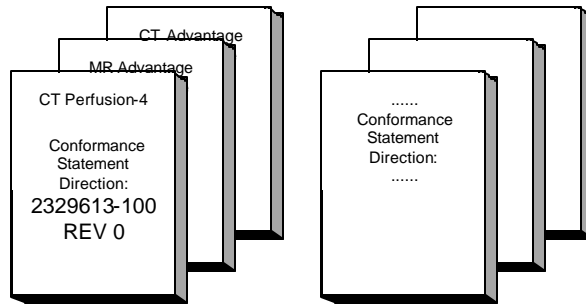 CT Advantage
MR Advantage
CT Perfusion-4
Conformance
Statement
Direction:
2329613-100
REV 0
......
Conformance
Statement
Direction:
......